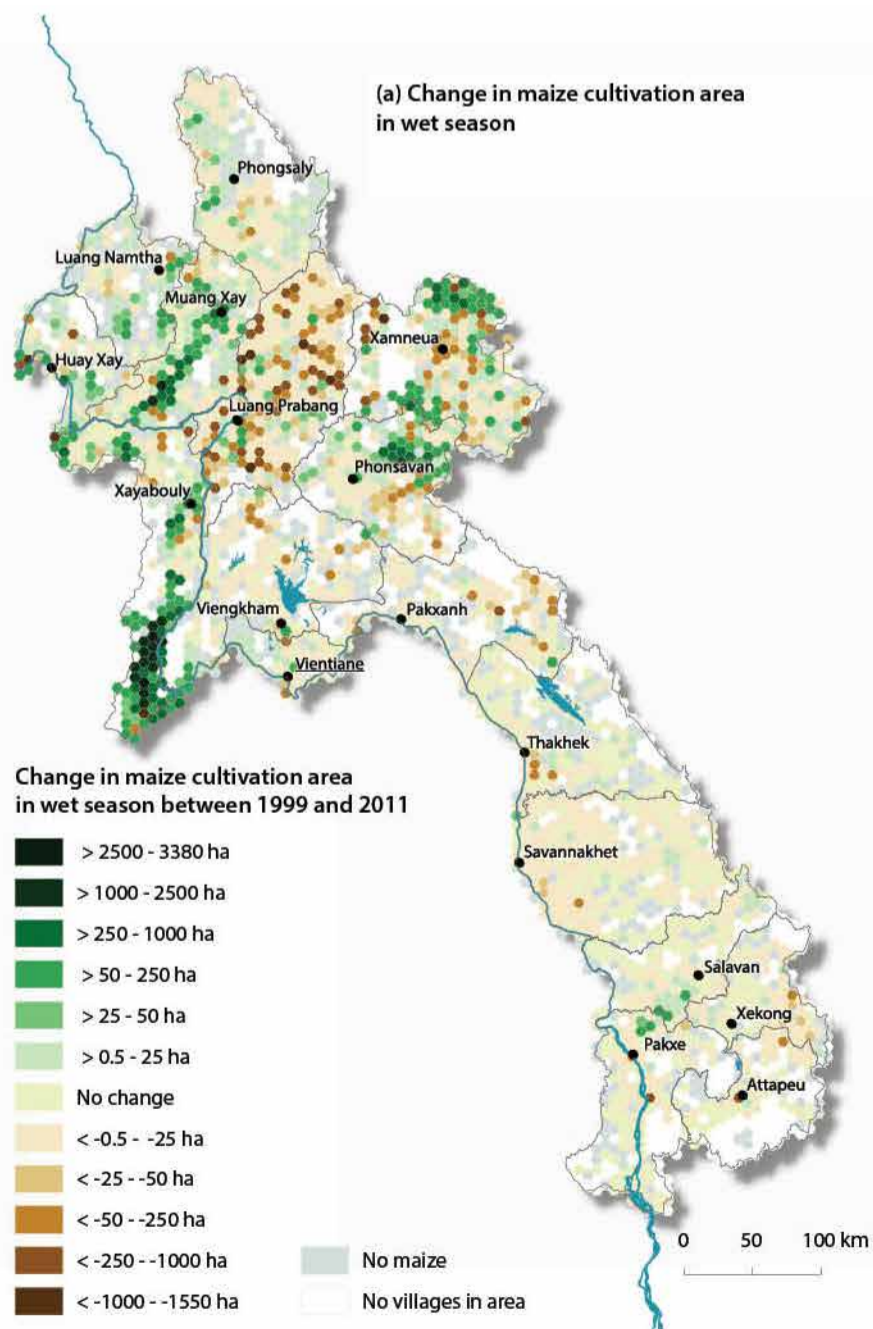 (a) Change in maize cultivation area
in wet season
Phongsaly
Luang Namtha
Muang Xay
Xamneua
Huay Xay
Luang Prabang
Phonsavan
Xayabouly
Viengkham
Pakxanh
Vientiane
Thakhek
Savannakhet
Salavan
Xekong
Pakxe
Attapeu
Change in maize cultivation area
in wet season between 1999 and 2011
> 2500 - 3380 ha
> 1000 - 2500 ha
> 250 - 1000 ha
> 50 - 250 ha
> 25 - 50 ha
> 0.5 - 25 ha
No change
< -0.5 - -25 ha
< -25 - -50 ha
< -50 - -250 ha
< -250 - -1000 ha
< -1000 - -1550 ha
No maize
No villages in area
0 50 100 km